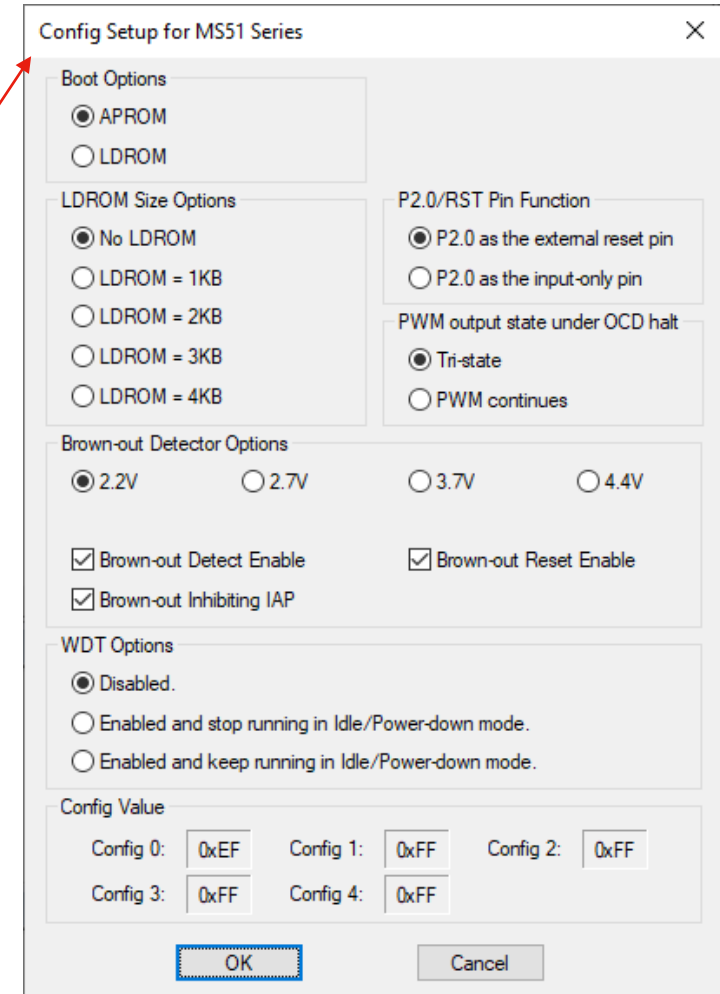 Config Setup for MS51 Series
Boot Options
APROM
LDROM
LDROM Size Options
No LDROM
LDROM = 1KB
LDROM = 2KB
LDROM = 3KB
LDROM = 4KB
P2.0/RST Pin Function
P2.0 as the external reset pin
P2.0 as the input-only pin
PWM output state under OCD halt
Tri-state
PWM continues
Brown-out Detector Options
2.2V 2.7V 3.7V 4.4V
Brown-out Detect Enable Brown-out Reset Enable
Brown-out Inhibiting IAP
WDT Options
Disabled.
Enabled and stop running in Idle/Power-down mode.
Enabled and keep running in Idle/Power-down mode.
Config Value
Config 0: 0xEF Config 1: 0xFF Config 2: 0xFF
Config 3: 0xFF Config 4: 0xFF
OK Cancel